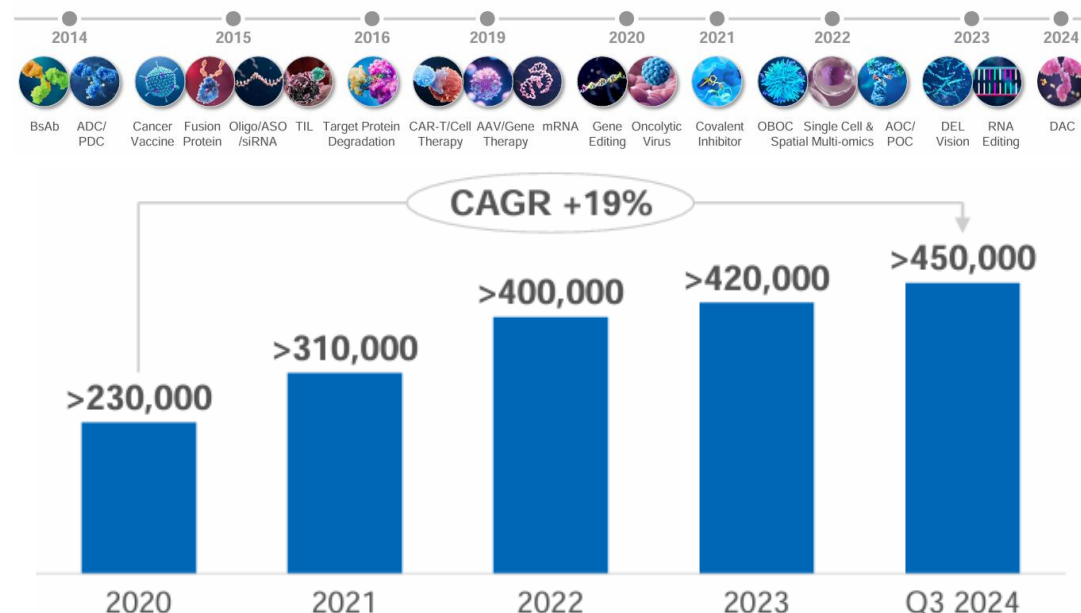 2014 2015 2016 2019 2020 2021 2022 2023 2024
BsAb ADC/ Cancer Fusion Oligo/ASO TIL Target Protein CAR-T/Cell AAV/Gene mRNA Gene Oncolytic Covalent OBOC Single Cell & AOC/ DEL RNA DAC
PDC Vaccine Protein /siRNA Degradation Therapy Therapy Editing Virus Inhibitor Spatial Multi-omics POC Vision Editing
CAGR +19%
>450,000
>420,000
>400,000
>310,000
>230,000
2020 2021 2022 2023 Q3 2024